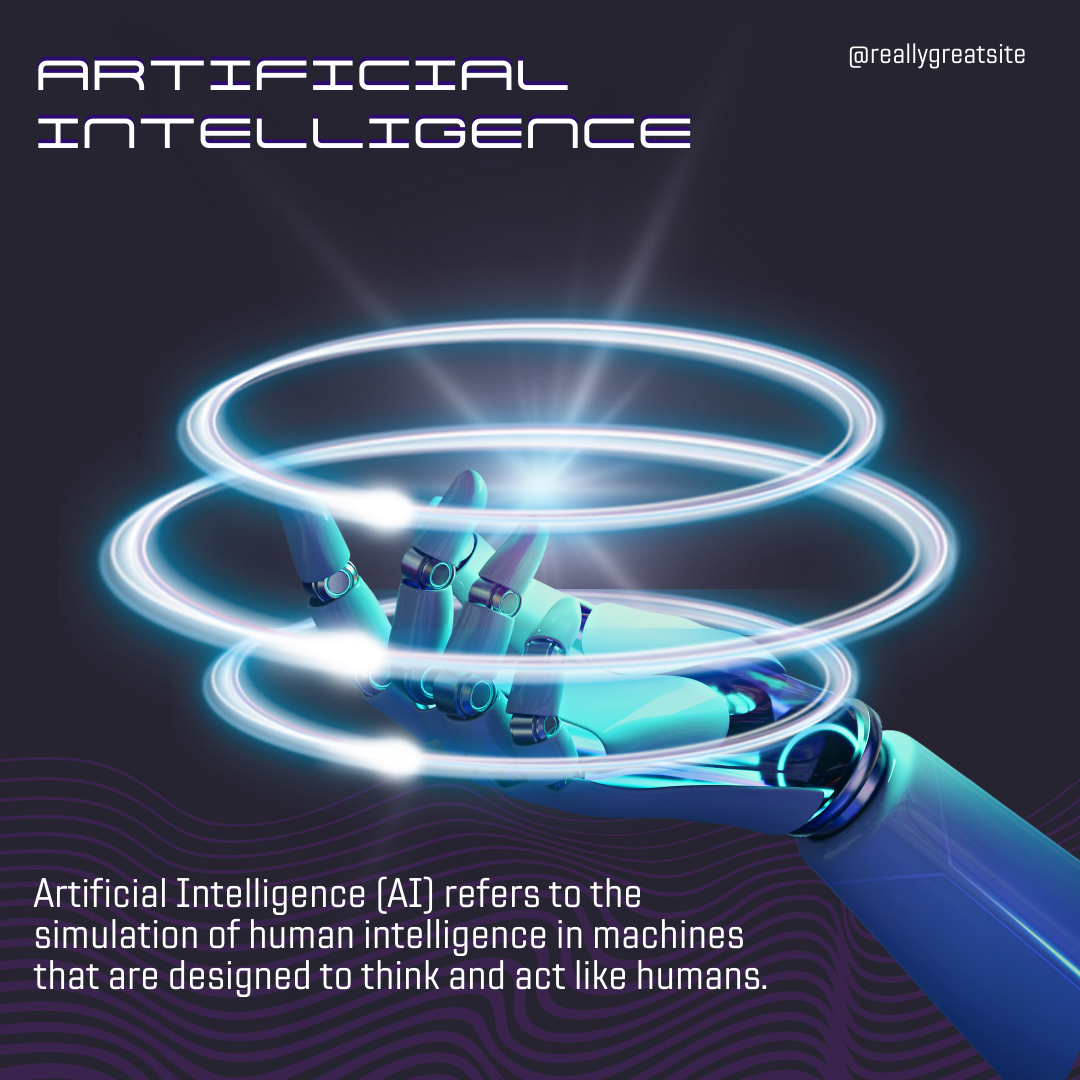 ARTIFICIAL
INTELLIGENCE
@reallygreatsite
Artificial Intelligence (AI) refers to the
simulation of human intelligence in machines
that are designed to think and act like humans.